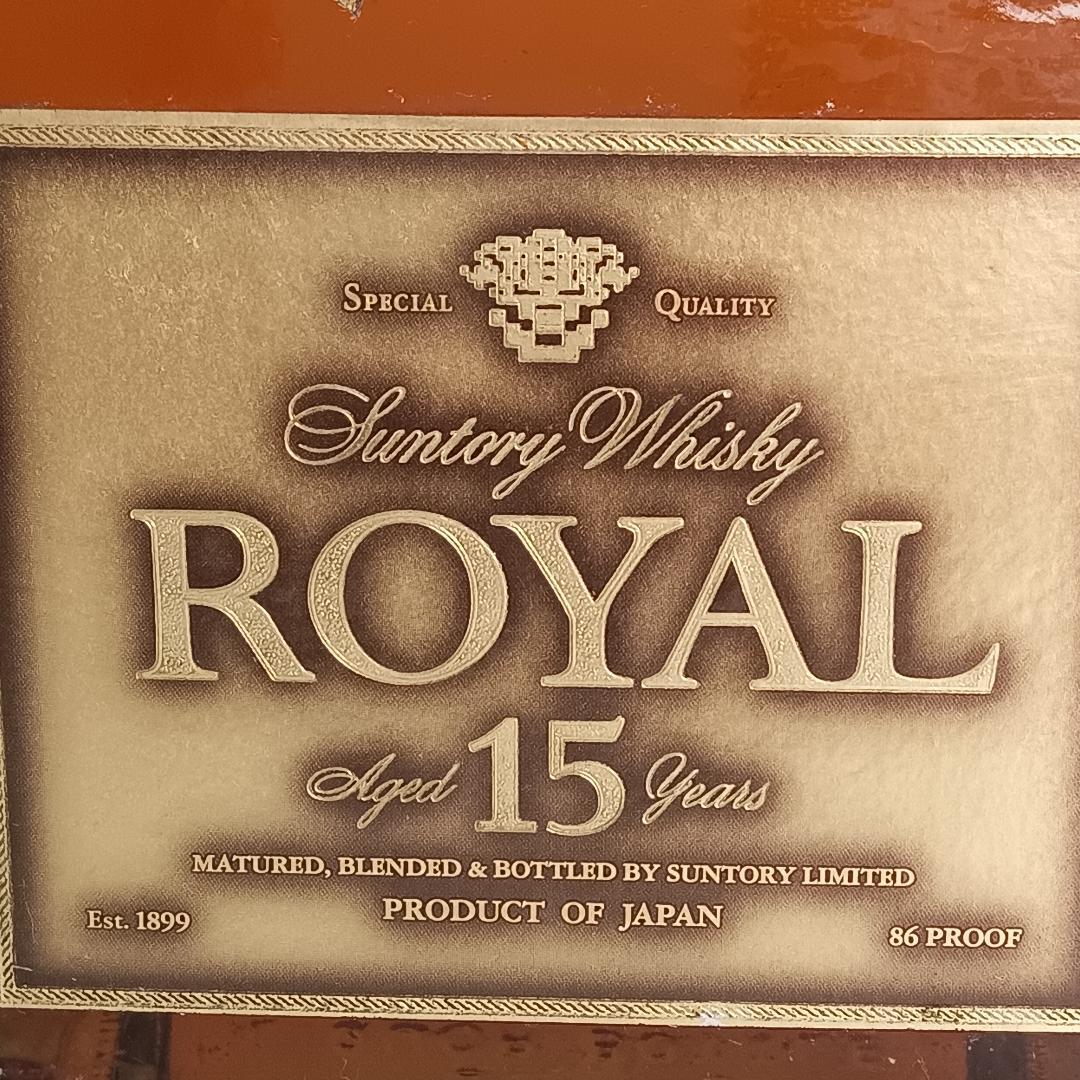 SPECIAL QUALITY
Suntory Whisky
ROYAL
Aged 15 Years
MATURED, BLENDED & BOTTLED BY SUNTORY LIMITED
PRODUCT OF JAPAN
Est. 1899
86 PROOF